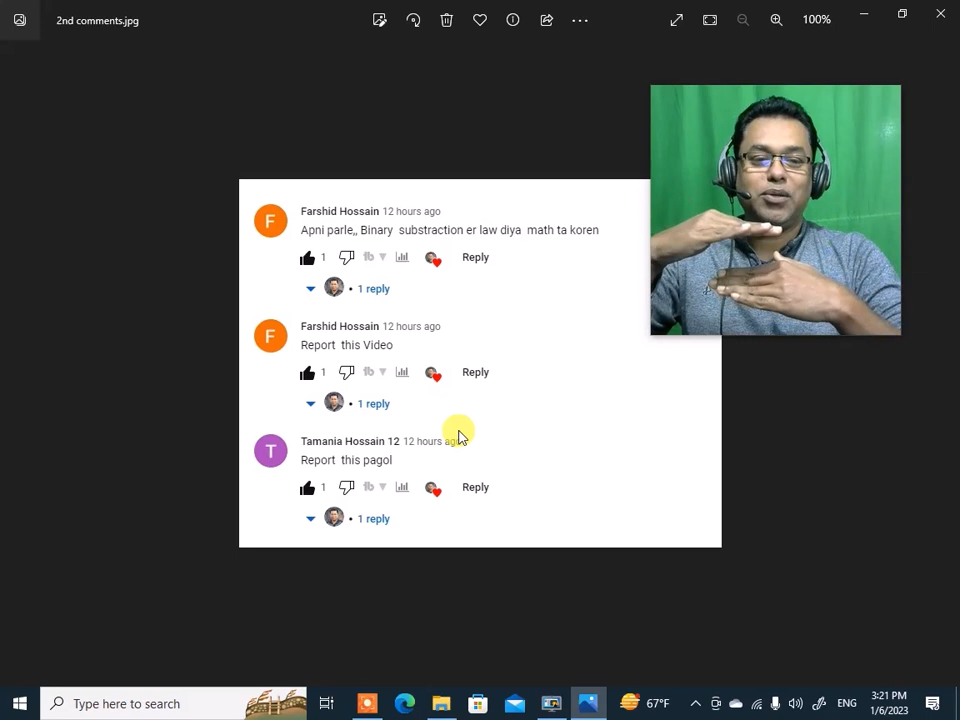 2nd comments.jpg
100%
Farshid Hossain 12 hours ago
Apni parle,, Binary substraction er law diya math ta koren
1
Reply
1 reply
Farshid Hossain 12 hours ago
Report this Video
1
Reply
1 reply
Tamania Hossain 12 12 hours ago
Report this pagol
1
Reply
1 reply
F
F
T
Type here to search
67°F
ENG
3:21 PM
1/6/2023